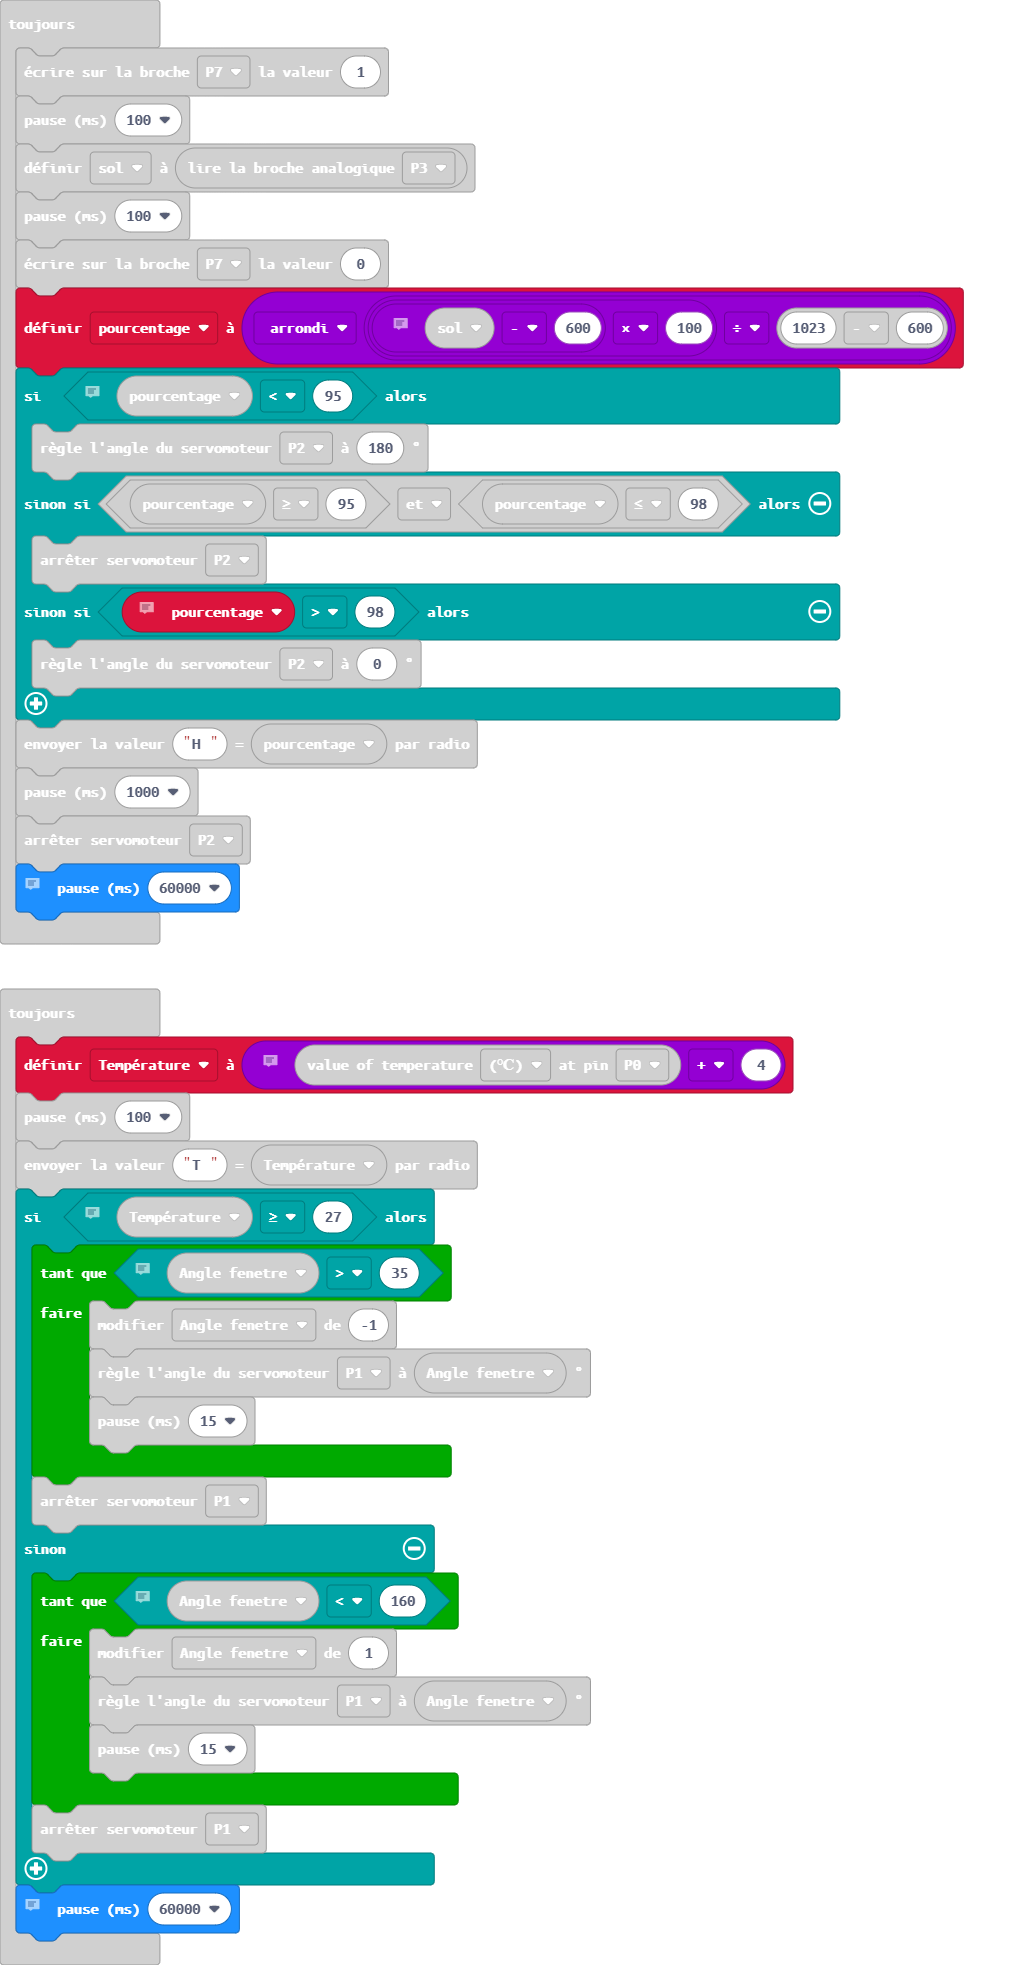 toujours
écrire sur la broche P7 la valeur 1
pause (ms) 100
définir sol à lire la broche analogique P3
pause (ms) 100
écrire sur la broche P7 la valeur 0
définir pourcentage à arrondi sol - 600 x 100 ÷ 1023 - 600
si pourcentage < 95 alors
règle l'angle du servomoteur P2 à 180 °
sinon si pourcentage ≥ 95 et pourcentage ≤ 98 alors
arrêter servomoteur P2
sinon si pourcentage > 98 alors
règle l'angle du servomoteur P2 à 0 °
envoyer la valeur "H " = pourcentage par radio
pause (ms) 1000
arrêter servomoteur P2
pause (ms) 60000
toujours
définir Température à value of temperature (℃) at pin P0 + 4
pause (ms) 100
envoyer la valeur "T " = Température par radio
si Température ≥ 27 alors
tant que Angle fenetre > 35
faire
modifier Angle fenetre de -1
règle l'angle du servomoteur P1 à Angle fenetre °
pause (ms) 15
arrêter servomoteur P1
sinon
tant que Angle fenetre < 160
faire
modifier Angle fenetre de 1
règle l'angle du servomoteur P1 à Angle fenetre °
pause (ms) 15
arrêter servomoteur P1
pause (ms) 60000